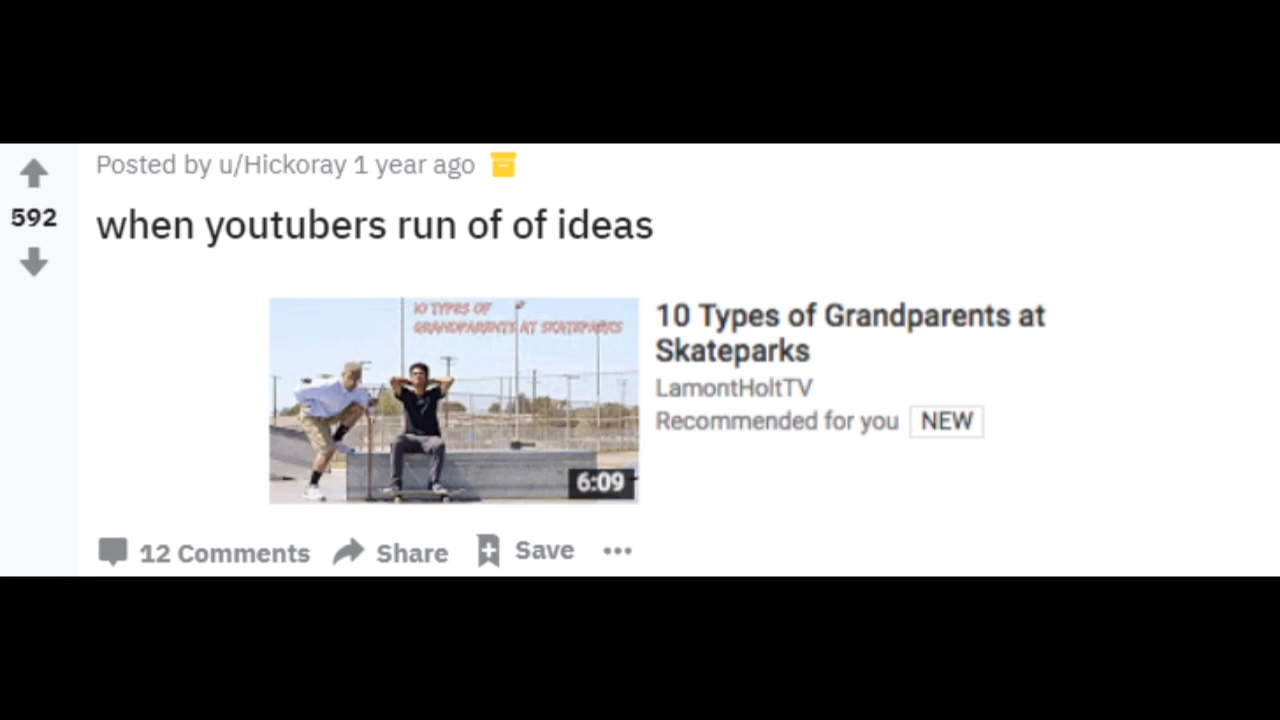 Posted by u/Hickoray 1 year ago
592
when youtubers run of of ideas
10 TYPES OF
GRANDPARENTS AT SKATEPARKS
10 Types of Grandparents at
Skateparks
LamontHoltTV
Recommended for you NEW
6:09
12 Comments Share Save